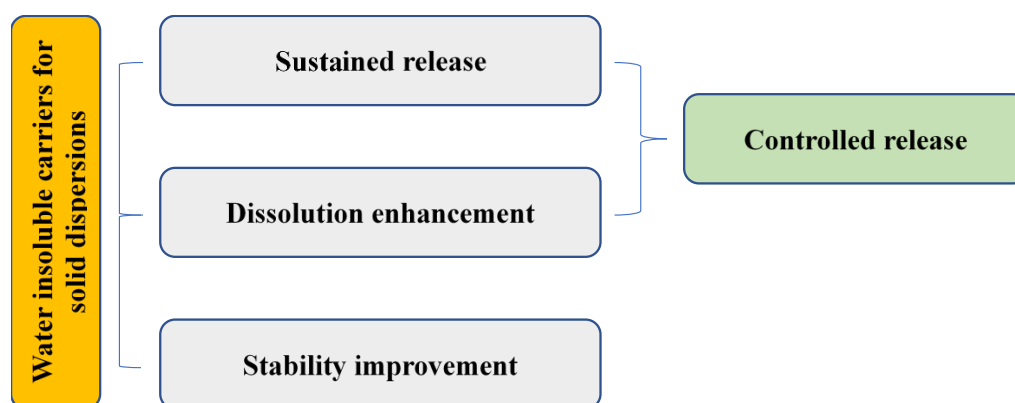 Water insoluble carriers for
solid dispersions
Sustained release
Dissolution enhancement
Stability improvement
Controlled release